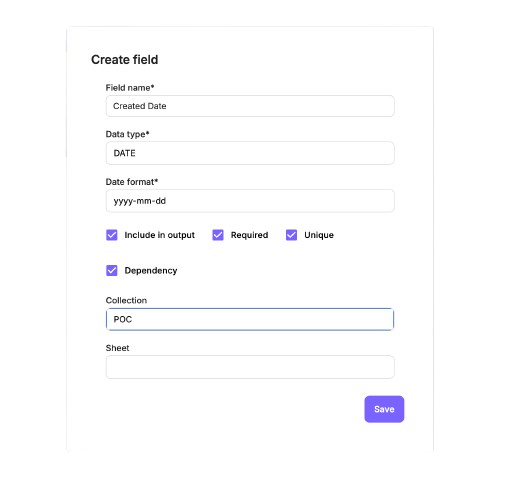 Create field
Field name*
Created Date
Data type*
DATE
Date format*
yyyy-mm-dd
Include in output Required Unique
Dependency
Collection
POC
Sheet
Save